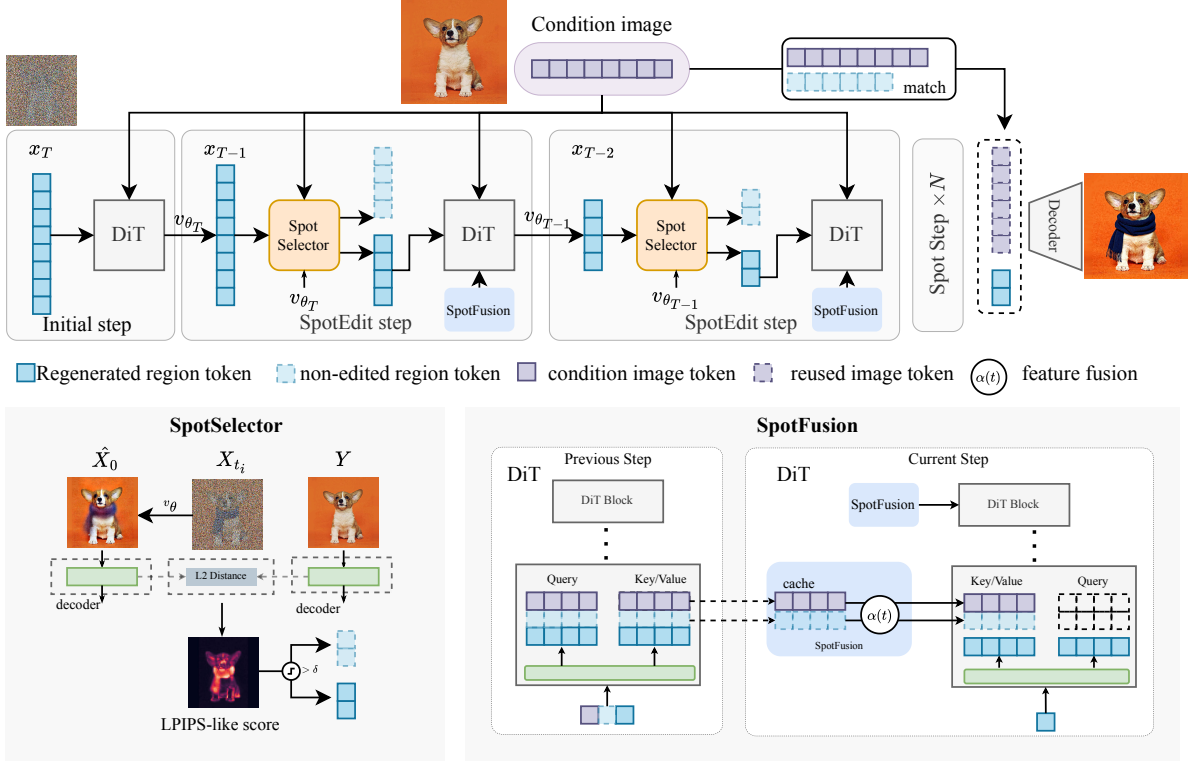 Condition image
match
x_T
x_{T-1}
x_{T-2}
DiT
v_{θ_T}
Spot
Selector
v_{θ_T}
DiT
SpotFusion
v_{θ_{T-1}}
Spot
Selector
v_{θ_{T-1}}
DiT
SpotFusion
Spot Step × N
Decoder
Initial step
SpotEdit step
SpotEdit step
Regenerated region token
non-edited region token
condition image token
reused image token
α(t)
feature fusion
SpotSelector
X̂_0
X_{t_i}
Y
v_θ
L2 Distance
decoder
decoder
> δ
LPIPS-like score
SpotFusion
Previous Step
DiT
DiT Block
Query
Key/Value
Current Step
DiT
SpotFusion
DiT Block
cache
α(t)
SpotFusion
Key/Value
Query